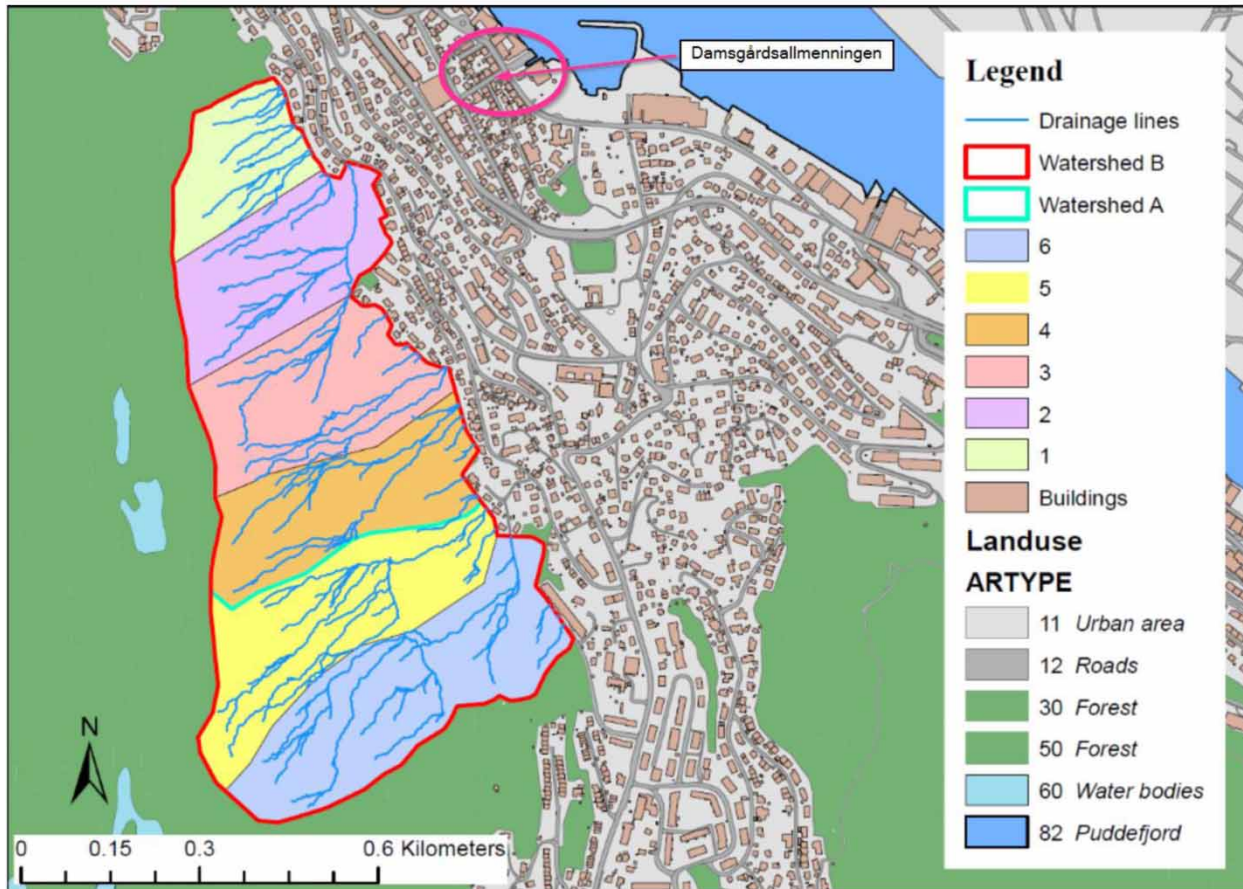 Damsgårdsallmenningen
Legend
Drainage lines
Watershed B
Watershed A
6
5
4
3
2
1
Buildings
Landuse
ARTYPE
11 Urban area
12 Roads
30 Forest
50 Forest
60 Water bodies
82 Puddefjord
N
0 0.15 0.3 0.6 Kilometers